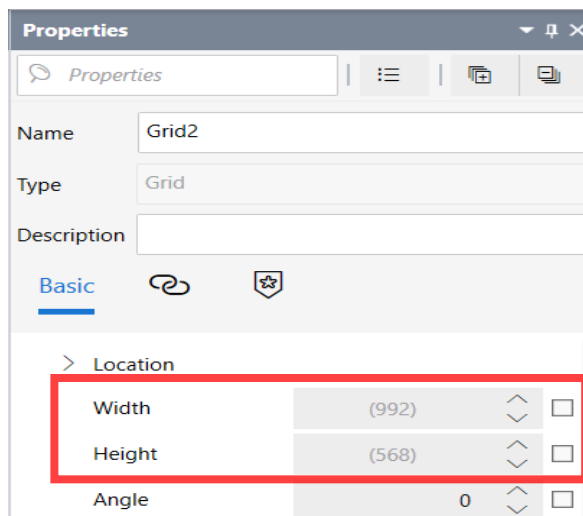 Properties
Properties
Name Grid2
Type Grid
Description
Basic
Location
Width (992)
Height (568)
Angle 0